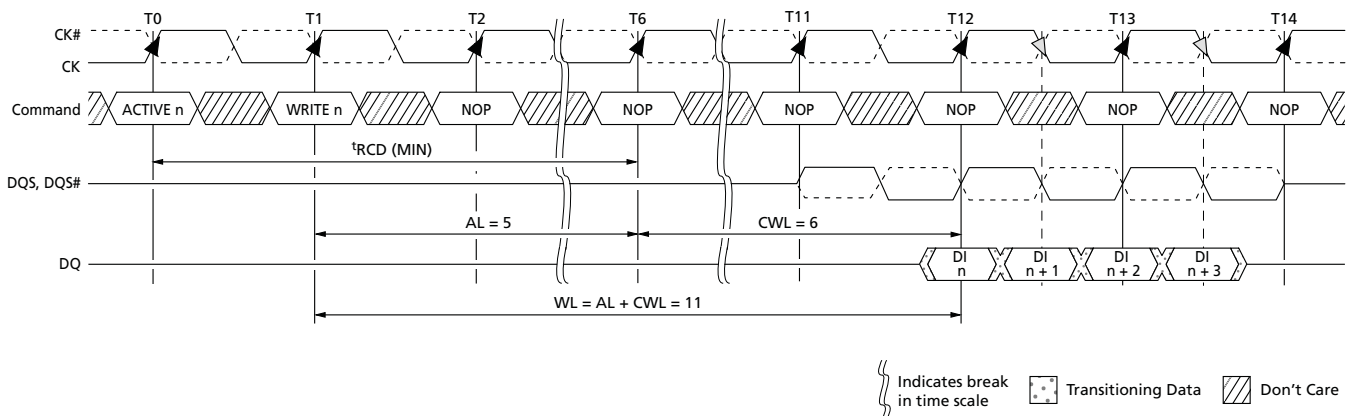 T0 T1 T2 T6 T11 T12 T13 T14
CK#
CK
Command ACTIVE n WRITE n NOP NOP NOP NOP NOP NOP
tRCD (MIN)
DQS, DQS#
AL = 5 CWL = 6
DQ DI n DI n + 1 DI n + 2 DI n + 3
WL = AL + CWL = 11
Indicates break
in time scale
Transitioning Data
Don't Care